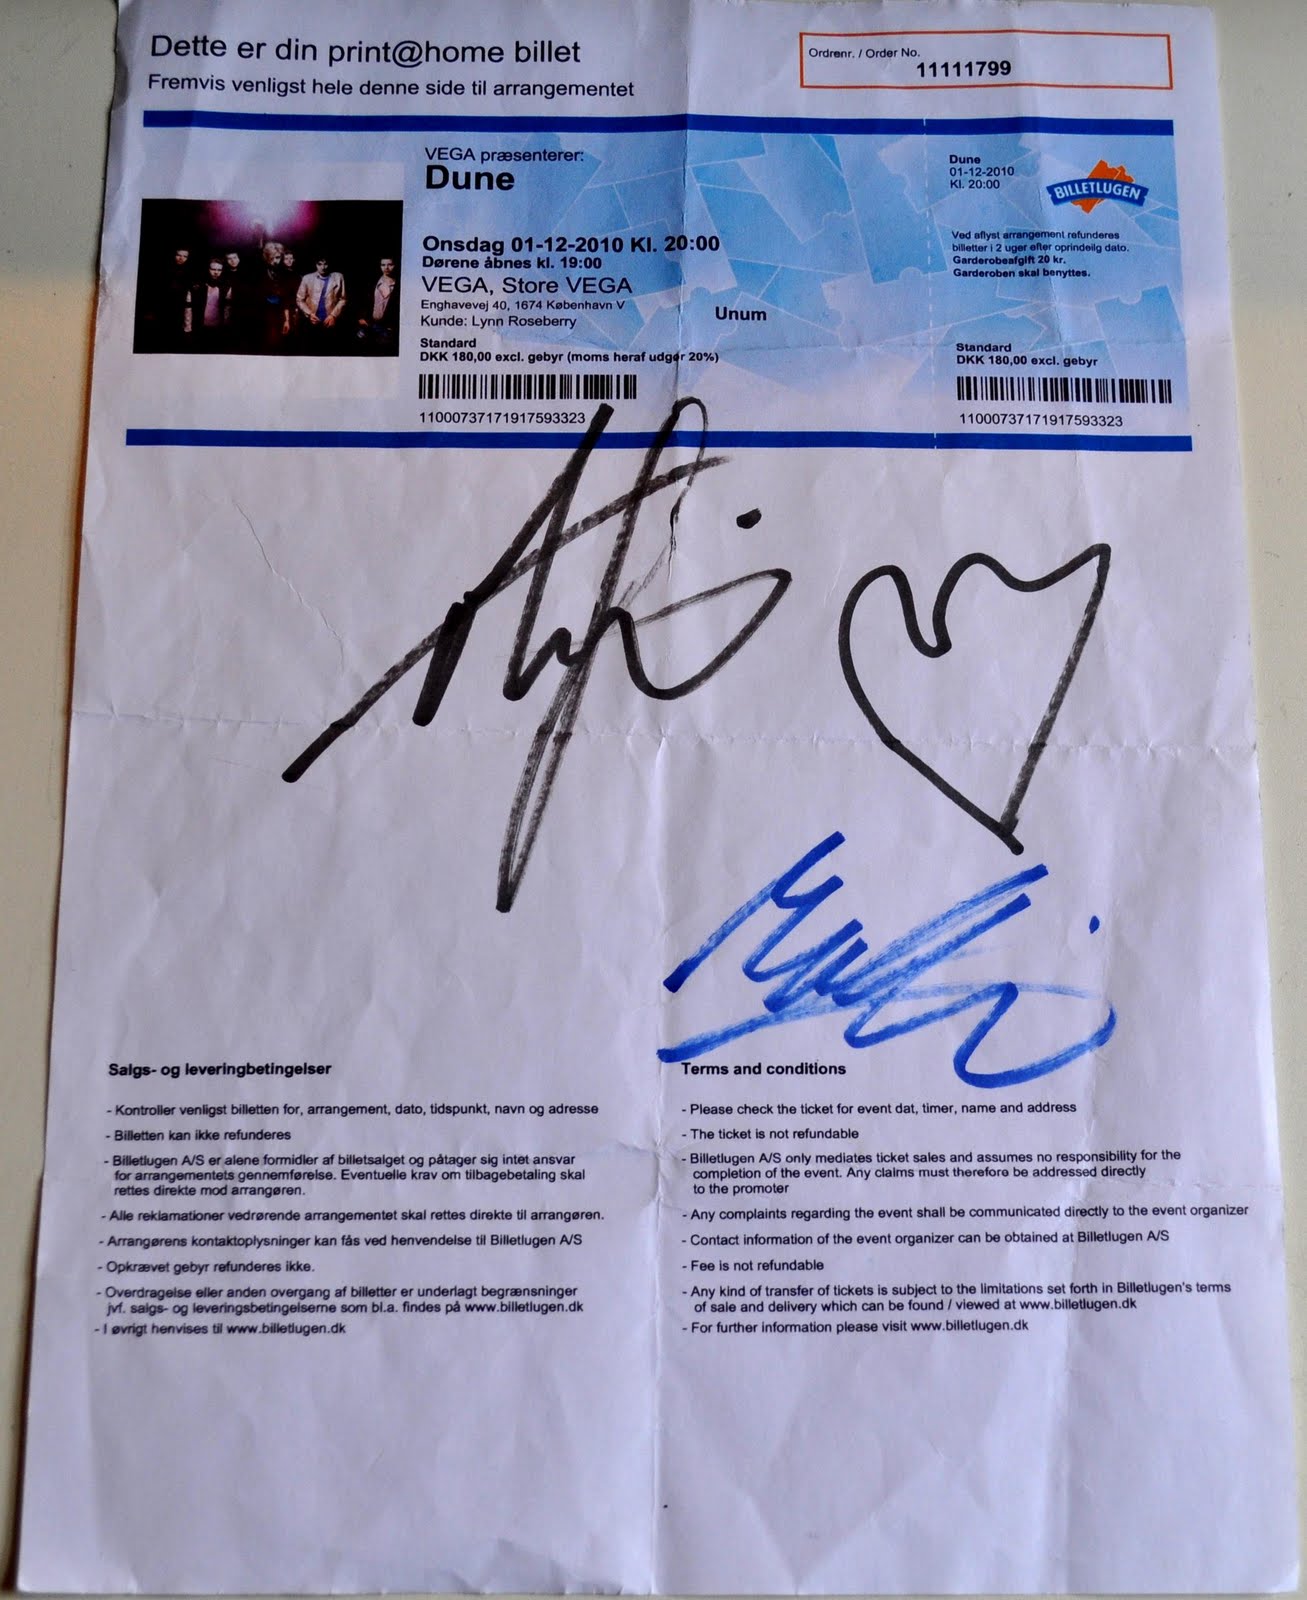 Dette er din print@home billet
Fremvis venligst hele denne side til arrangementet
Ordrenr. / Order No.
11111799
VEGA præsenterer:
Dune
Onsdag 01-12-2010 Kl. 20:00
Dørene åbnes kl. 19:00
VEGA, Store VEGA
Enghavevej 40, 1674 København V
Kunde: Lynn Roseberry
Unum
Standard
DKK 180,00 excl. gebyr (moms heraf udgør 20%)
11000737171917593323
Dune
01-12-2010
Kl. 20:00
BILLETLUGEN
Ved aflyst arrangement refunderes
billetter i 2 uger efter oprindelig dato.
Garderobeafgift 20 kr.
Garderoben skal benyttes.
Standard
DKK 180,00 excl. gebyr
11000737171917593323
Salgs- og leveringbetingelser
- Kontroller venligst billetten for, arrangement, dato, tidspunkt, navn og adresse
- Billetten kan ikke refunderes
- Billetlugen A/S er alene formidler af billetsalget og påtager sig intet ansvar
for arrangementets gennemførelse. Eventuelle krav om tilbagebetaling skal
rettes direkte mod arrangøren.
- Alle reklamationer vedrørende arrangementet skal rettes direkte til arrangøren.
- Arrangørens kontaktoplysninger kan fås ved henvendelse til Billetlugen A/S
- Opkrævet gebyr refunderes ikke.
- Overdragelse eller anden overgang af billetter er underlagt begrænsninger
jvf. salgs- og leveringsbetingelserne som bl.a. findes på www.billetlugen.dk
- I øvrigt henvises til www.billetlugen.dk
Terms and conditions
- Please check the ticket for event dat, timer, name and address
- The ticket is not refundable
- Billetlugen A/S only mediates ticket sales and assumes no responsibility for the
completion of the event. Any claims must therefore be addressed directly
to the promoter
- Any complaints regarding the event shall be communicated directly to the event organizer
- Contact information of the event organizer can be obtained at Billetlugen A/S
- Fee is not refundable
- Any kind of transfer of tickets is subject to the limitations set forth in Billetlugen's terms
of sale and delivery which can be found / viewed at www.billetlugen.dk
- For further information please visit www.billetlugen.dk